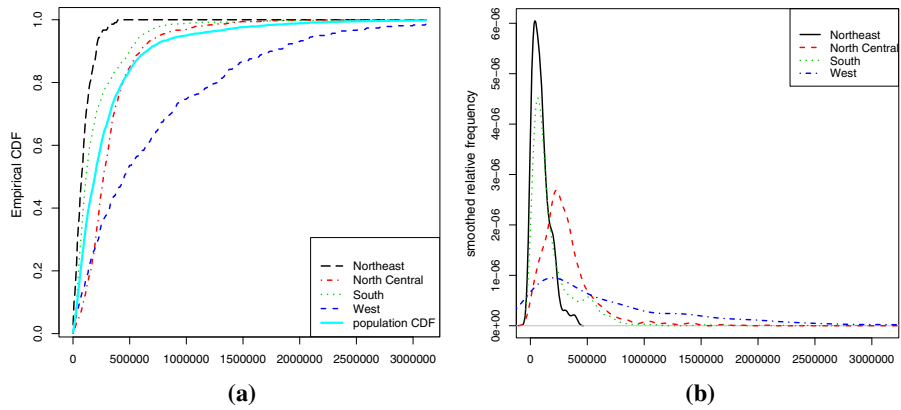 Empirical CDF
1.0
0.8
0.6
0.4
0.2
0.0
Northeast
North Central
South
West
population CDF
0 500000 1000000 1500000 2000000 2500000 3000000
(a)
smoothed relative frequency
6e−06
5e−06
4e−06
3e−06
2e−06
1e−06
0e+00
Northeast
North Central
South
West
0 500000 1000000 1500000 2000000 2500000 3000000
(b)